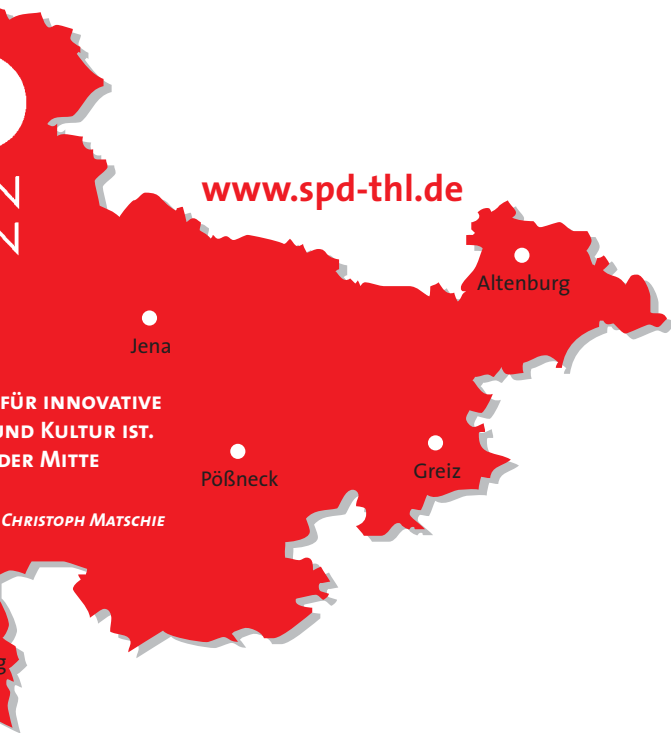 www.spd-thl.de
Altenburg
Jena
FÜR INNOVATIVE
UND KULTUR IST.
DER MITTE
Greiz
Pößneck
CHRISTOPH MATSCHIE